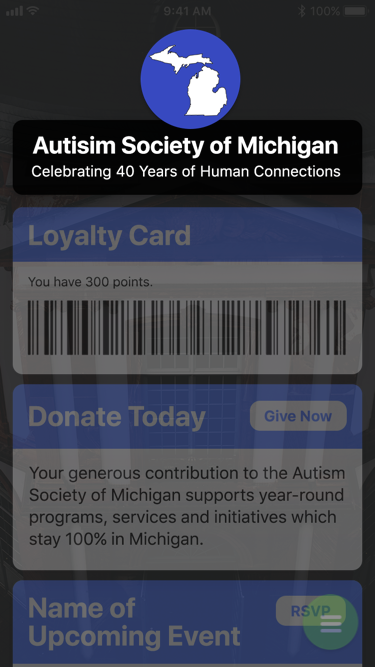 9:41 AM
100%
Autisim Society of Michigan
Celebrating 40 Years of Human Connections
Loyalty Card
You have 300 points.
Donate Today
Give Now
Your generous contribution to the Autism
Society of Michigan supports year-round
programs, services and initiatives which
stay 100% in Michigan.
Name of
Upcoming Event
RSVP